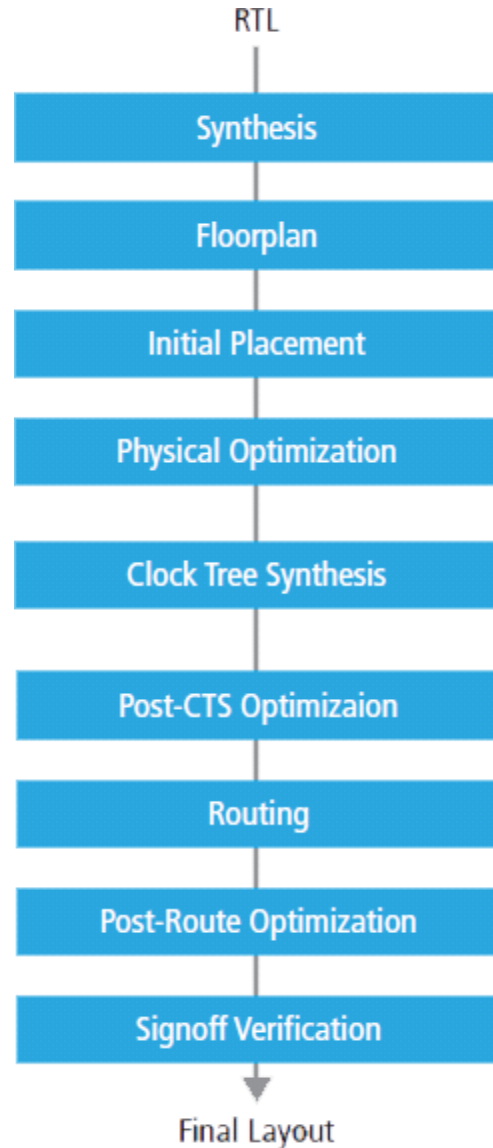 RTL
Synthesis
Floorplan
Initial Placement
Physical Optimization
Clock Tree Synthesis
Post-CTS Optimizaion
Routing
Post-Route Optimization
Signoff Verification
Final Layout